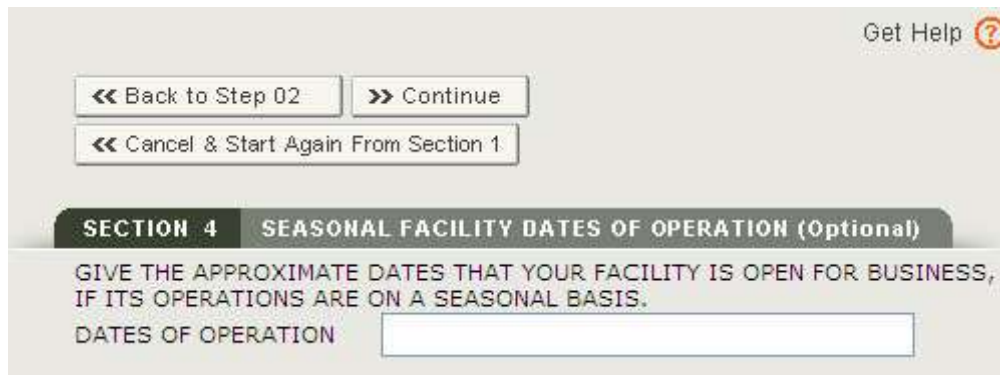 Get Help ?
<< Back to Step 02
>> Continue
<< Cancel & Start Again From Section 1
SECTION 4 SEASONAL FACILITY DATES OF OPERATION (Optional)
GIVE THE APPROXIMATE DATES THAT YOUR FACILITY IS OPEN FOR BUSINESS,
IF ITS OPERATIONS ARE ON A SEASONAL BASIS.
DATES OF OPERATION